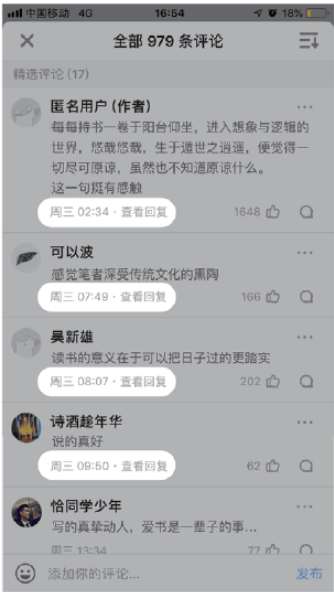 中国移动 4G 16:54 18%
全部 979 条评论
精选评论 (17)
匿名用户 (作者)
每每持书一卷于阳台仰坐，进入想象与逻辑的
世界，悠哉悠哉，生于遁世之逍遥，便觉得一
切尽可原谅，虽然也不知道原谅什么。
这一句挺有感触
周三 02:34 · 查看回复 1648
可以波
感觉笔者深受传统文化的熏陶
周三 07:49 · 查看回复 166
吴新雄
读书的意义在于可以把日子过的更踏实
周三 08:07 · 查看回复 202
诗酒趁年华
说的真好
周三 09:50 · 查看回复 62
恰同学少年
写的真挚动人，爱书是一辈子的事...
周三 13:34 77
添加你的评论... 发布